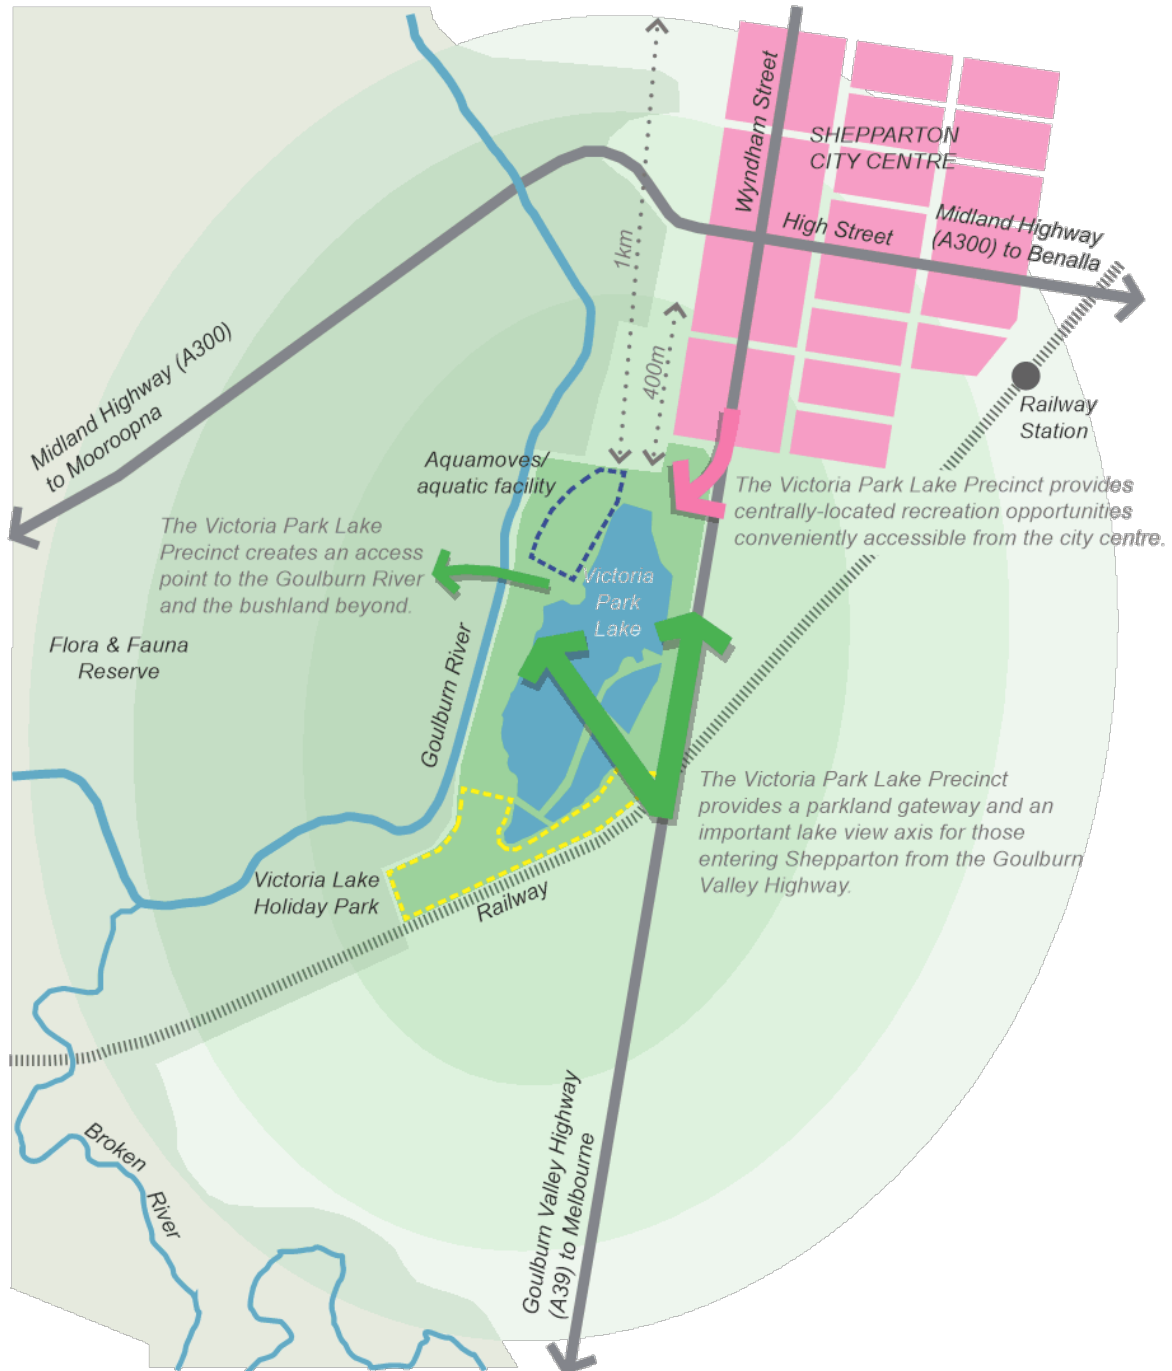 Wyndham Street
SHEPPARTON
CITY CENTRE
1km
High Street
Midland Highway
(A300) to Benalla
400m
Midland Highway (A300)
to Mooroopna
Railway
Station
Aquamoves/
aquatic facility
The Victoria Park Lake Precinct provides
centrally-located recreation opportunities
conveniently accessible from the city centre.
The Victoria Park Lake
Precinct creates an access
point to the Goulburn River
and the bushland beyond.
Victoria
Park
Lake
Flora & Fauna
Reserve
Goulburn River
The Victoria Park Lake Precinct
provides a parkland gateway and an
important lake view axis for those
entering Shepparton from the Goulburn
Valley Highway.
Victoria Lake
Holiday Park
Railway
Broken
River
Goulburn Valley Highway
(A39) to Melbourne